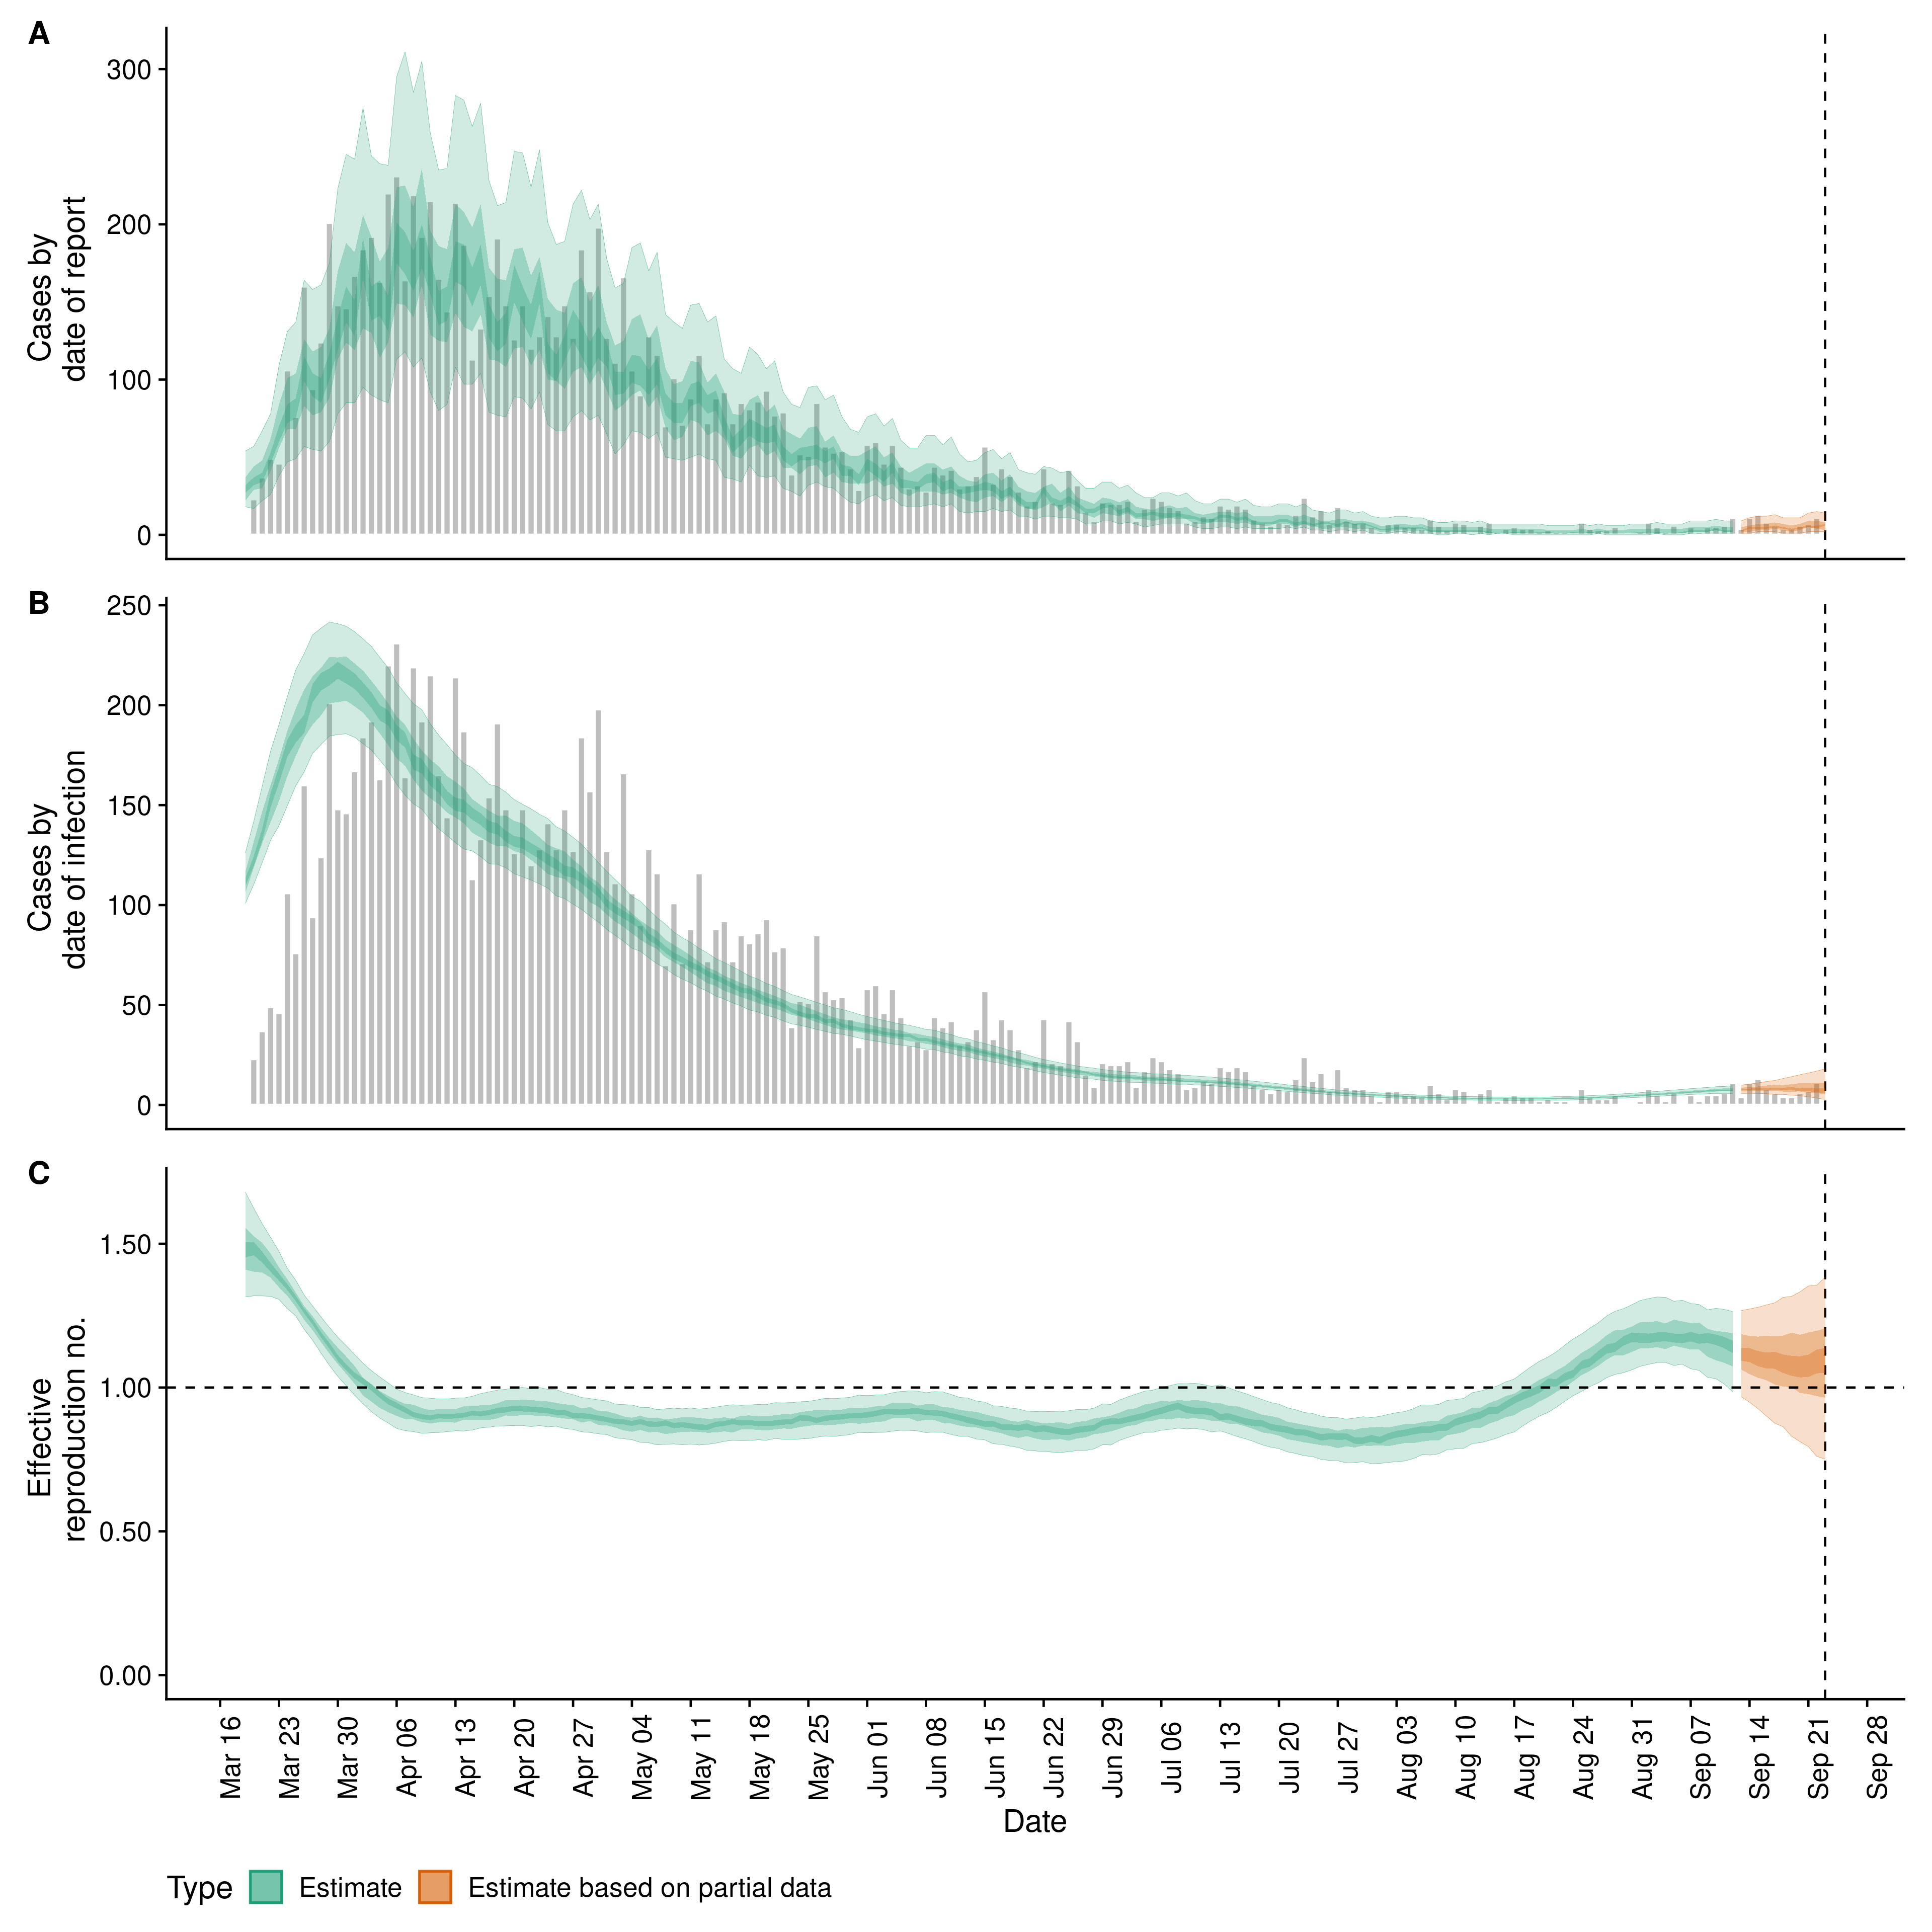 A
300
200
100
0
Cases by
date of report
B
250
200
150
100
50
0
Cases by
date of infection
C
1.50
1.00
0.50
0.00
Effective
reproduction no.
Mar 16
Mar 23
Mar 30
Apr 06
Apr 13
Apr 20
Apr 27
May 04
May 11
May 18
May 25
Jun 01
Jun 08
Jun 15
Jun 22
Jun 29
Jul 06
Jul 13
Jul 20
Jul 27
Aug 03
Aug 10
Aug 17
Aug 24
Aug 31
Sep 07
Sep 14
Sep 21
Sep 28
Date
Type Estimate Estimate based on partial data